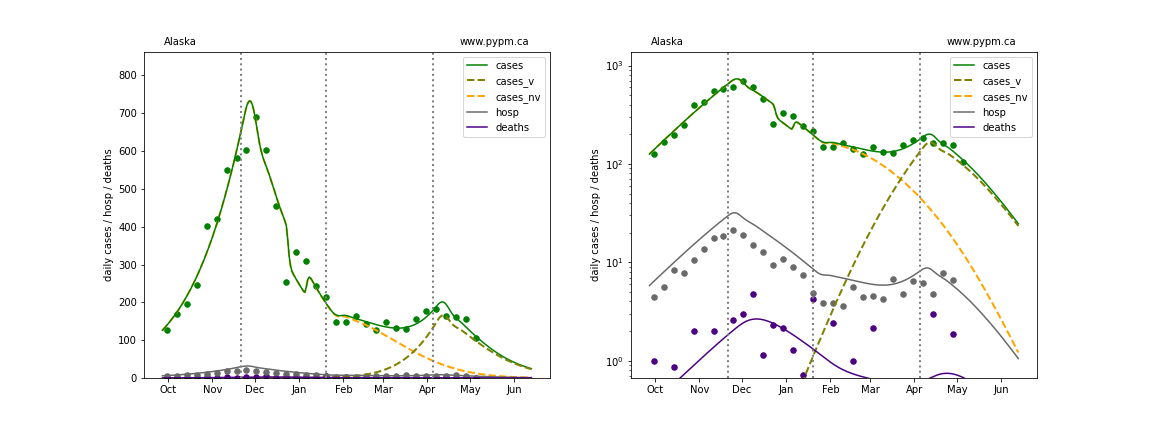 Alaska www.pypm.ca
daily cases / hosp / deaths
800
700
600
500
400
300
200
100
0
cases
cases_v
cases_nv
hosp
deaths
Oct Nov Dec Jan Feb Mar Apr May Jun
Alaska www.pypm.ca
daily cases / hosp / deaths
10³
10²
10¹
10⁰
cases
cases_v
cases_nv
hosp
deaths
Oct Nov Dec Jan Feb Mar Apr May Jun